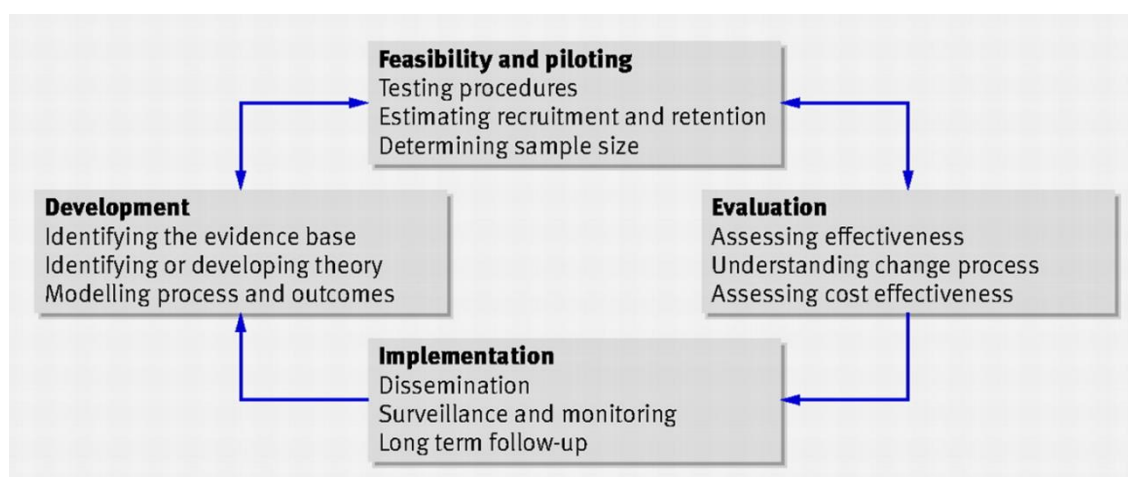 Feasibility and piloting
Testing procedures
Estimating recruitment and retention
Determining sample size
Development
Identifying the evidence base
Identifying or developing theory
Modelling process and outcomes
Evaluation
Assessing effectiveness
Understanding change process
Assessing cost effectiveness
Implementation
Dissemination
Surveillance and monitoring
Long term follow-up